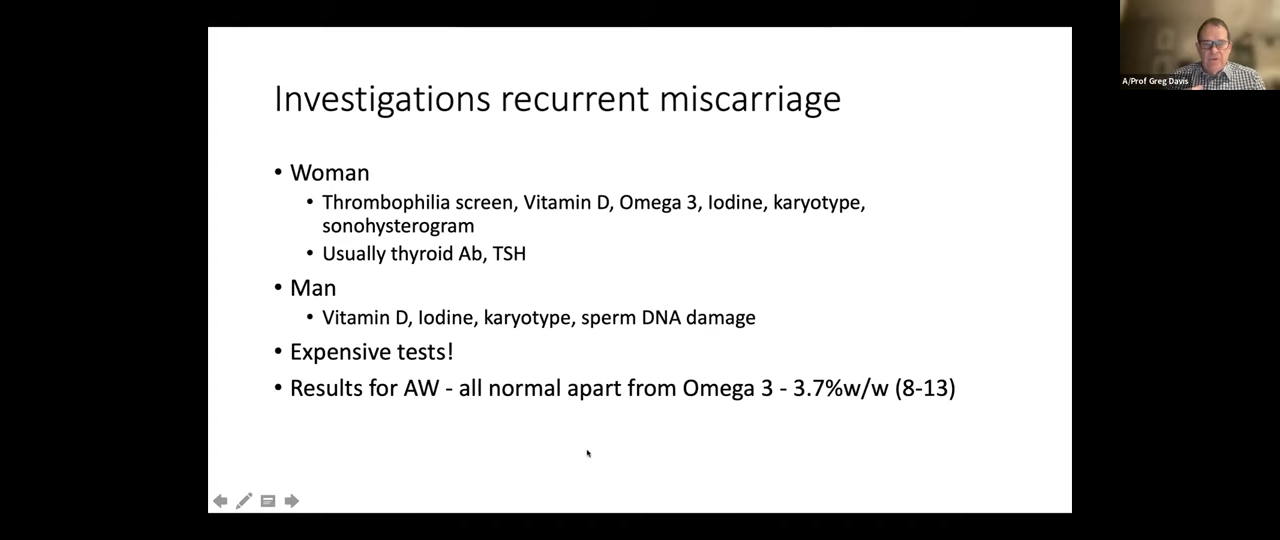 Investigations recurrent miscarriage
• Woman
• Thrombophilia screen, Vitamin D, Omega 3, Iodine, karyotype,
sonohysterogram
• Usually thyroid Ab, TSH
• Man
• Vitamin D, Iodine, karyotype, sperm DNA damage
• Expensive tests!
• Results for AW - all normal apart from Omega 3 - 3.7%w/w (8-13)
A/Prof Greg Davis